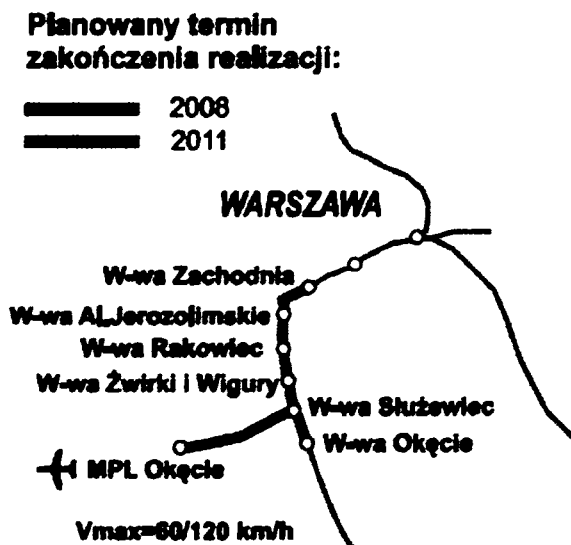 Planowany termin
zakończenia realizacji:
2008
2011
WARSZAWA
W-wa Zachodnia
W-wa Al.Jerozolimskie
W-wa Rakowiec
W-wa Żwirki i Wigury
W-wa Służewiec
W-wa Okęcie
MPL Okęcie
Vmax=60/120 km/h